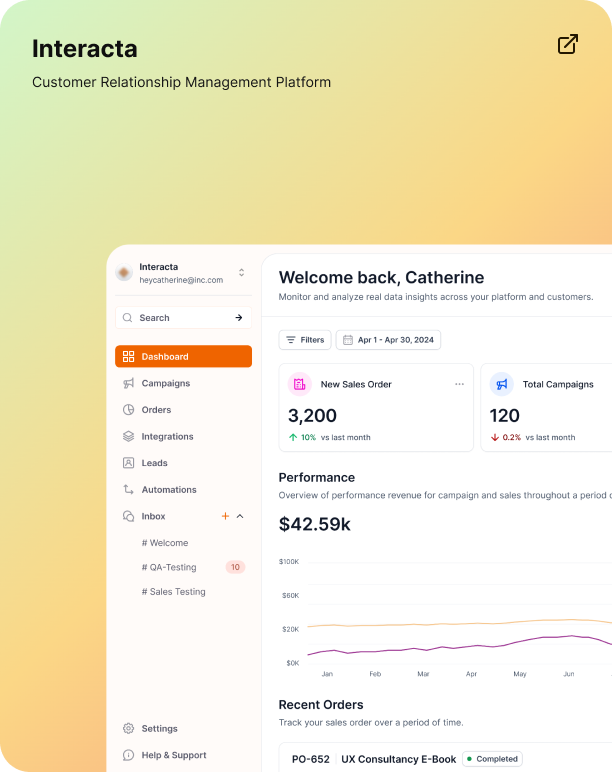 Interacta
Customer Relationship Management Platform
Interacta
heycatherine@inc.com
Search
Dashboard
Campaigns
Orders
Integrations
Leads
Automations
Inbox
# Welcome
# QA-Testing 10
# Sales Testing
Settings
Help & Support
Welcome back, Catherine
Monitor and analyze real data insights across your platform and customers.
Filters
Apr 1 - Apr 30, 2024
New Sales Order
3,200
10% vs last month
Total Campaigns
120
0.2% vs last month
Performance
Overview of performance revenue for campaign and sales throughout a period
$42.59k
$100K
$60K
$20K
$0K
Jan Feb Mar Apr May Jun
Recent Orders
Track your sales order over a period of time.
PO-652 UX Consultancy E-Book Completed